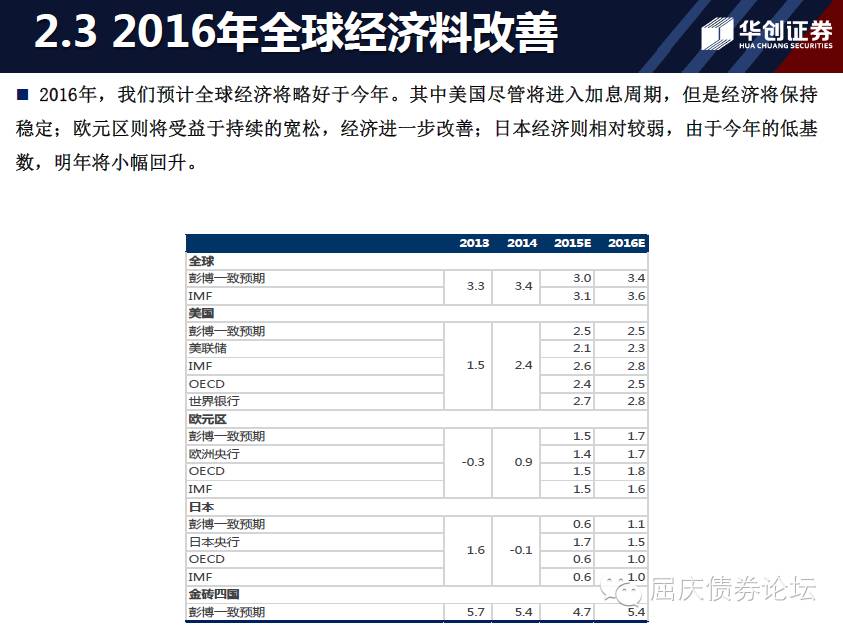 2.3 2016年全球经济料改善
华创证券
HUA CHUANG SECURITIES
■ 2016年，我们预计全球经济将略好于今年。其中美国尽管将进入加息周期，但是经济将保持
稳定；欧元区则将受益于持续的宽松，经济进一步改善；日本经济则相对较弱，由于今年的低基
数，明年将小幅回升。
2013 2014 2015E 2016E
全球
彭博一致预期 3.3 3.4 3.0 3.4
IMF 3.1 3.6
美国
彭博一致预期 1.5 2.4 2.5 2.5
美联储 2.1 2.3
IMF 2.6 2.8
OECD 2.4 2.5
世界银行 2.7 2.8
欧元区
彭博一致预期 -0.3 0.9 1.5 1.7
欧洲央行 1.4 1.7
OECD 1.5 1.8
IMF 1.5 1.6
日本
彭博一致预期 1.6 -0.1 0.6 1.1
日本央行 1.7 1.5
OECD 0.6 1.0
IMF 0.6 1.0
金砖四国
彭博一致预期 5.7 5.4 4.7 5.4
屈庆债券论坛